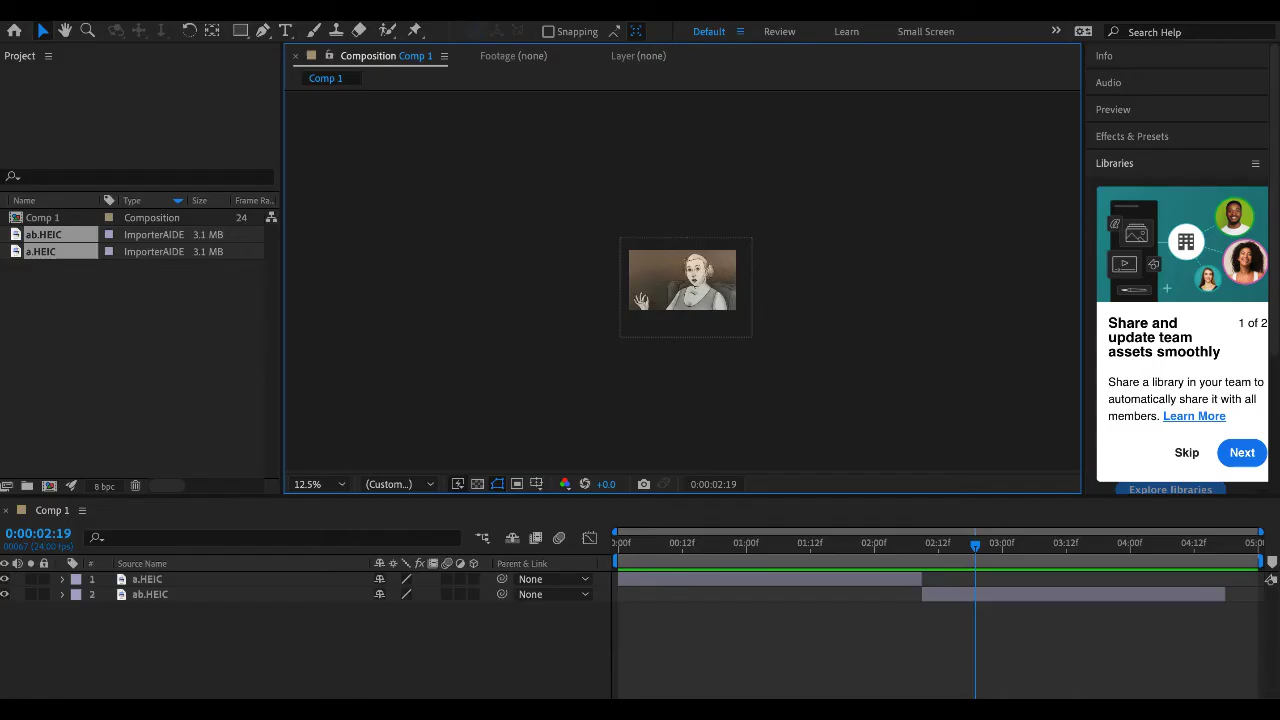 Snapping
Default
Review
Learn
Small Screen
Search Help
Project
Composition Comp 1
Footage (none)
Layer (none)
Comp 1
Info
Audio
Preview
Effects & Presets
Libraries
Name Type Size Frame Ra...
Comp 1 Composition 24
ab.HEIC ImporterAIDE 3.1 MB
a.HEIC ImporterAIDE 3.1 MB
Share and
update team
assets smoothly
1 of 2
Share a library in your team to
automatically share it with all
members. Learn More
Skip
Next
Explore libraries
8 bpc
12.5%
(Custom...)
+0.0
0:00:02:19
Comp 1
0:00:02:19
00067 (24.00 fps)
:00f 00:12f 01:00f 01:12f 02:00f 02:12f 03:00f 03:12f 04:00f 04:12f 05:0
# Source Name fx Parent & Link
1 a.HEIC None
2 ab.HEIC None